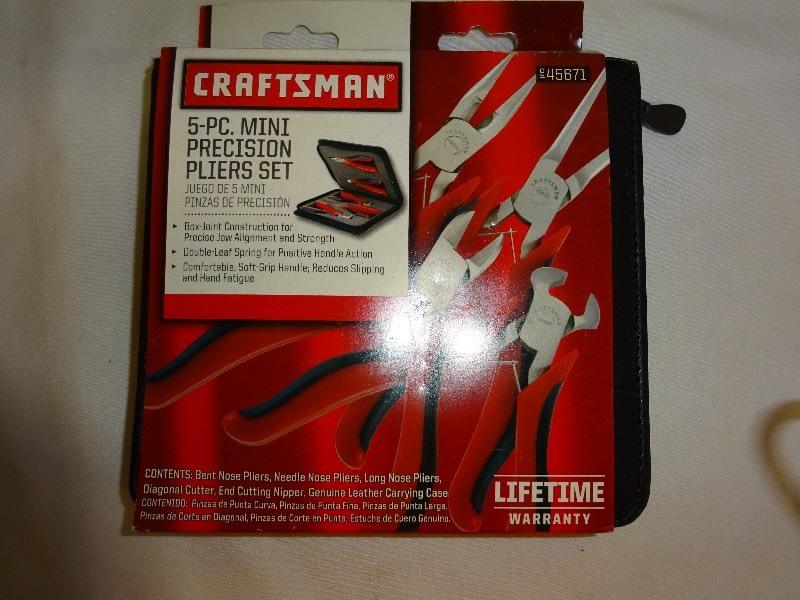 CRAFTSMAN®
945671
5-PC. MINI
PRECISION
PLIERS SET
JUEGO DE 5 MINI
PINZAS DE PRECISIÓN
Box-Joint Construction for
Precise Jaw Alignment and Strength
Double-Leaf Spring for Positive Handle Action
Comfortable, Soft-Grip Handle; Reduces Slipping
and Hand Fatigue
CRAFTSMAN
CRAFTSMAN
CONTENTS: Bent Nose Pliers, Needle Nose Pliers, Long Nose Pliers,
Diagonal Cutter, End Cutting Nipper, Genuine Leather Carrying Case
CONTENIDO: Pinzas de Punta Curva, Pinzas de Punta Fina, Pinzas de Punta Larga,
Pinzas de Corte en Diagonal, Pinzas de Corte en Punta, Estuche de Cuero Genuino.
LIFETIME
WARRANTY